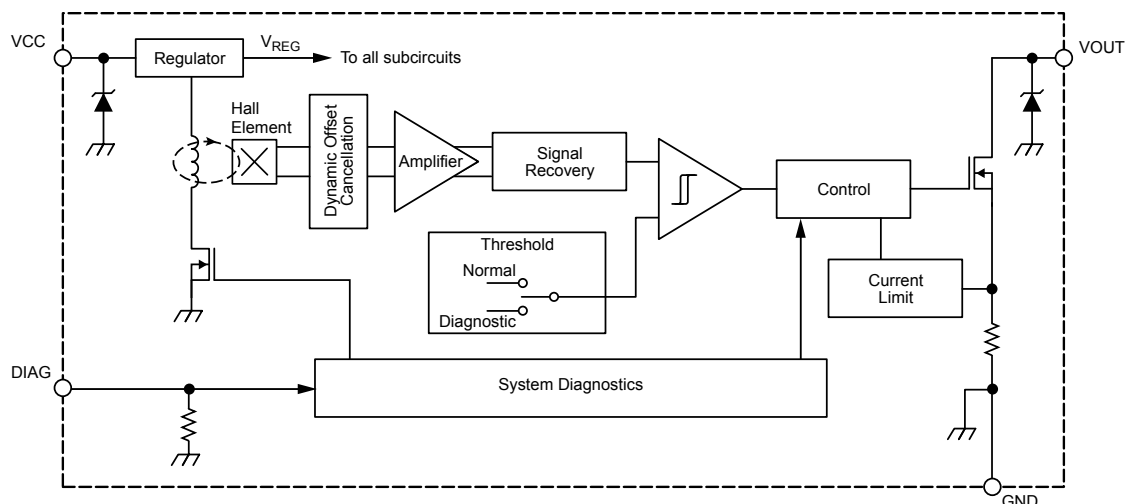 VCC
Regulator
VREG
To all subcircuits
VOUT
Hall
Element
Dynamic Offset
Cancellation
Amplifier
Signal
Recovery
Control
Threshold
Normal
Diagnostic
Current
Limit
DIAG
System Diagnostics
GND